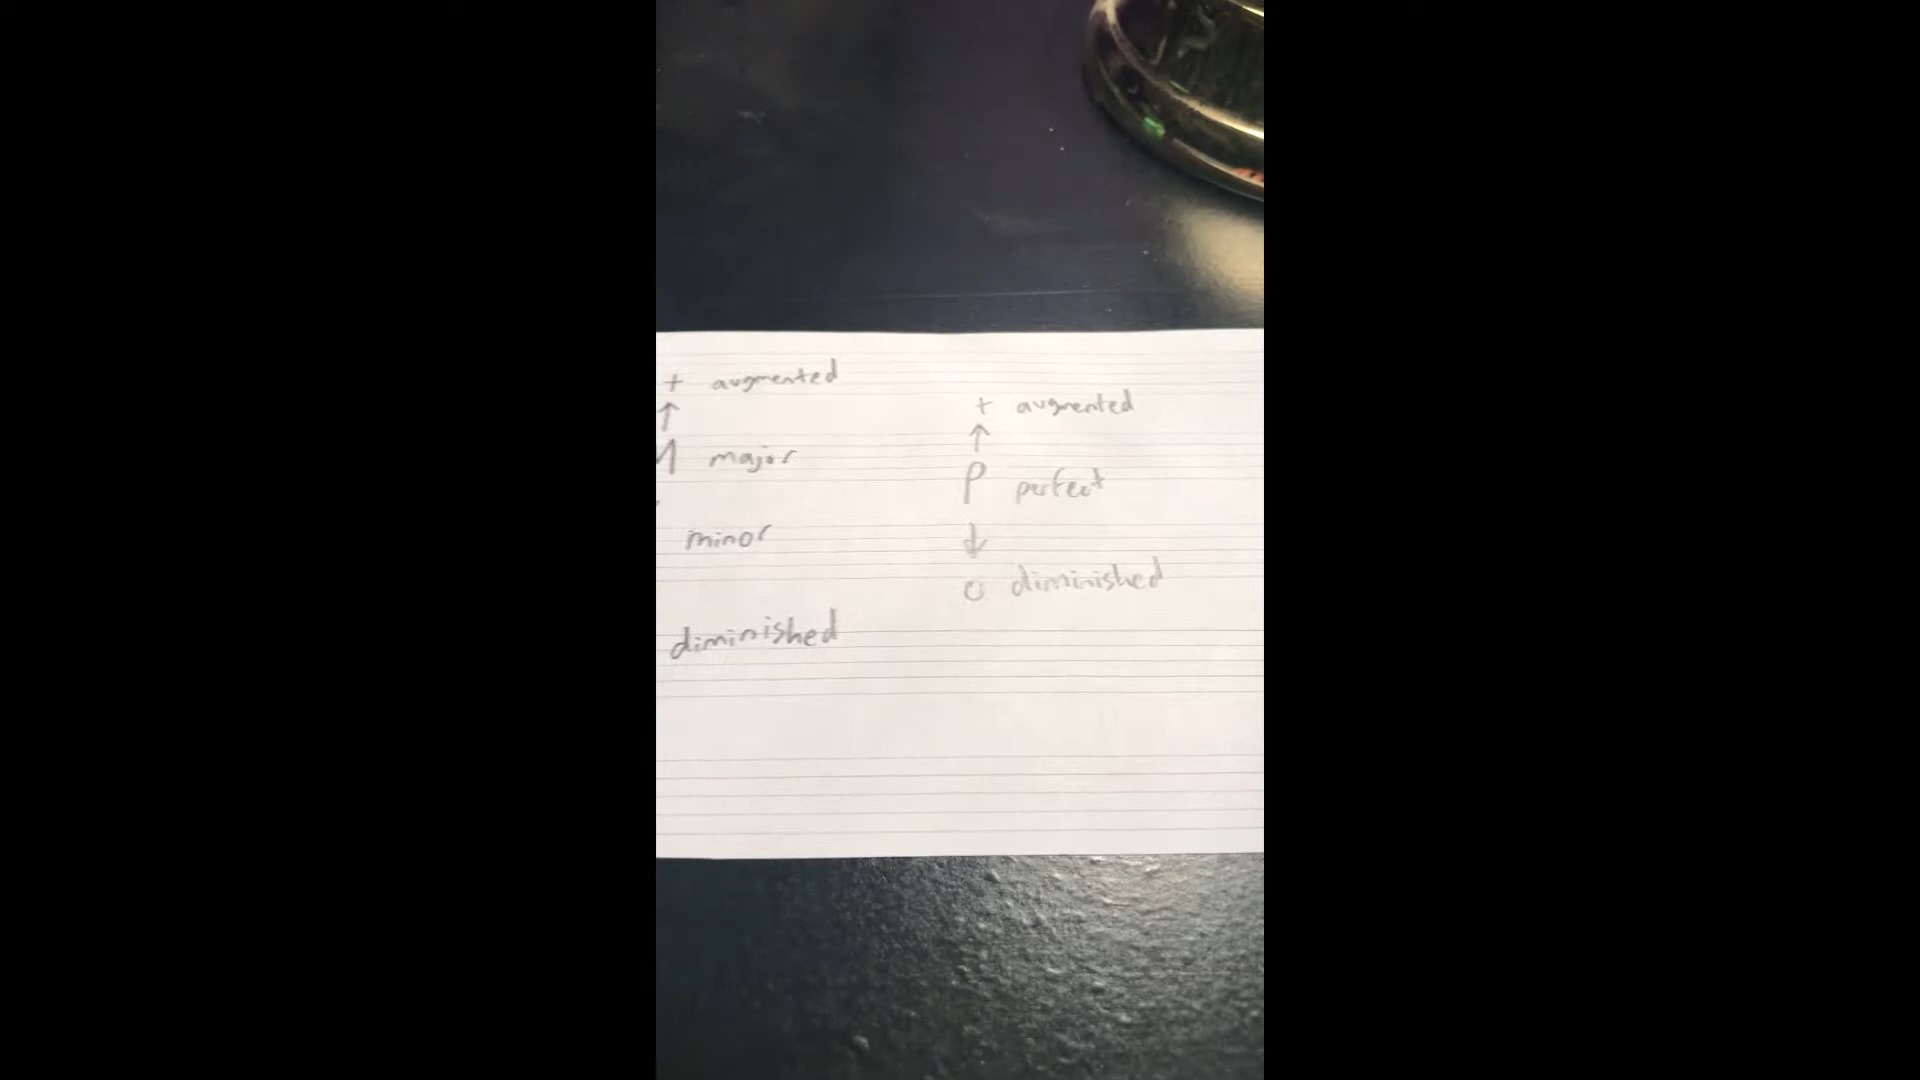 + augmented
↑
M major
minor
diminished
+ augmented
↑
P perfect
↓
o diminished